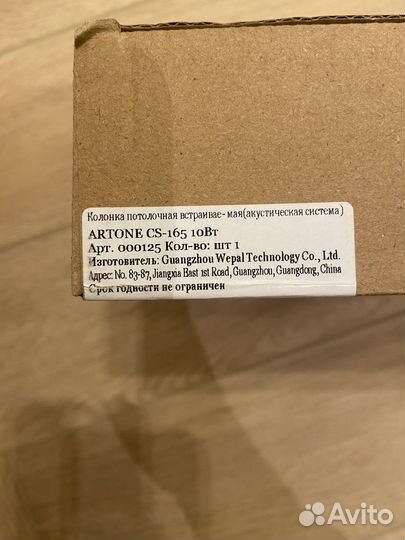 Колонка потолочная встраивае- мая(акустическая система)
ARTONE CS-165 10Вт
Арт. 000125 Кол-во: шт 1
Изготовитель: Guangzhou Wepal Technology Co., Ltd.
Адрес: No. 83-87, Jiangxia East 1st Road, Guangzhou, Guangdong, China
Срок годности не ограничен
Avito